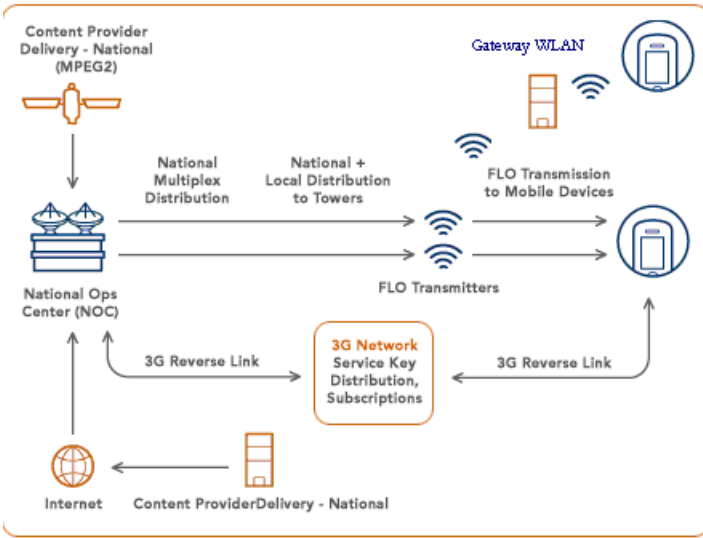 Content Provider
Delivery - National
(MPEG2)
Gateway WLAN
National
Multiplex
Distribution
National +
Local Distribution
to Towers
FLO Transmission
to Mobile Devices
National Ops
Center (NOC)
FLO Transmitters
3G Reverse Link
3G Network
Service Key
Distribution,
Subscriptions
3G Reverse Link
Internet
Content ProviderDelivery - National